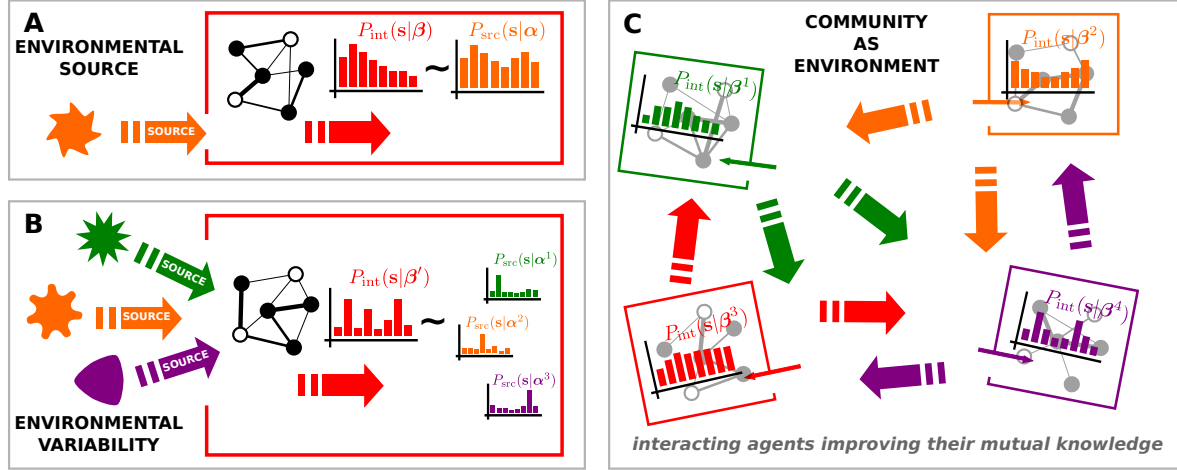 A
ENVIRONMENTAL
SOURCE
SOURCE
P_int(s|β)
~
P_src(s|α)
B
SOURCE
SOURCE
SOURCE
ENVIRONMENTAL
VARIABILITY
P_int(s|β′)
~
P_src(s|α¹)
P_src(s|α²)
P_src(s|α³)
C
COMMUNITY
AS
ENVIRONMENT
P_int(s|β¹)
P_int(s|β²)
P_int(s|β³)
P_int(s|β⁴)
interacting agents improving their mutual knowledge